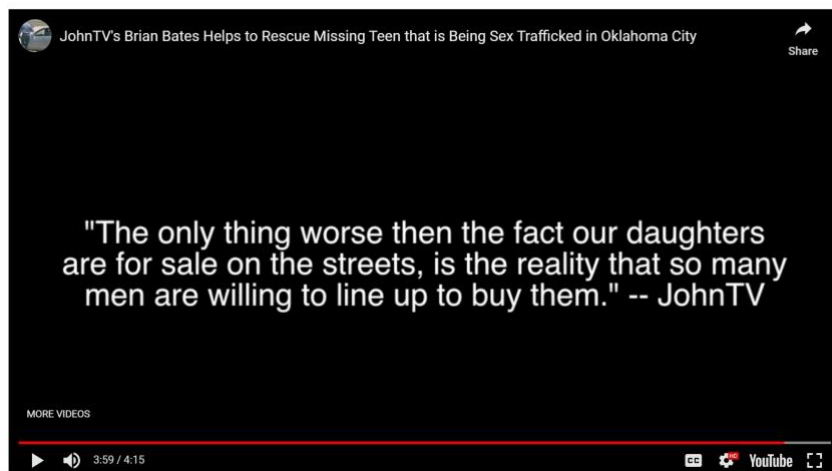 JohnTV's Brian Bates Helps to Rescue Missing Teen that is Being Sex Trafficked in Oklahoma City
Share
"The only thing worse then the fact our daughters
are for sale on the streets, is the reality that so many
men are willing to line up to buy them." -- JohnTV
MORE VIDEOS
3:59 / 4:15
CC
HD
YouTube